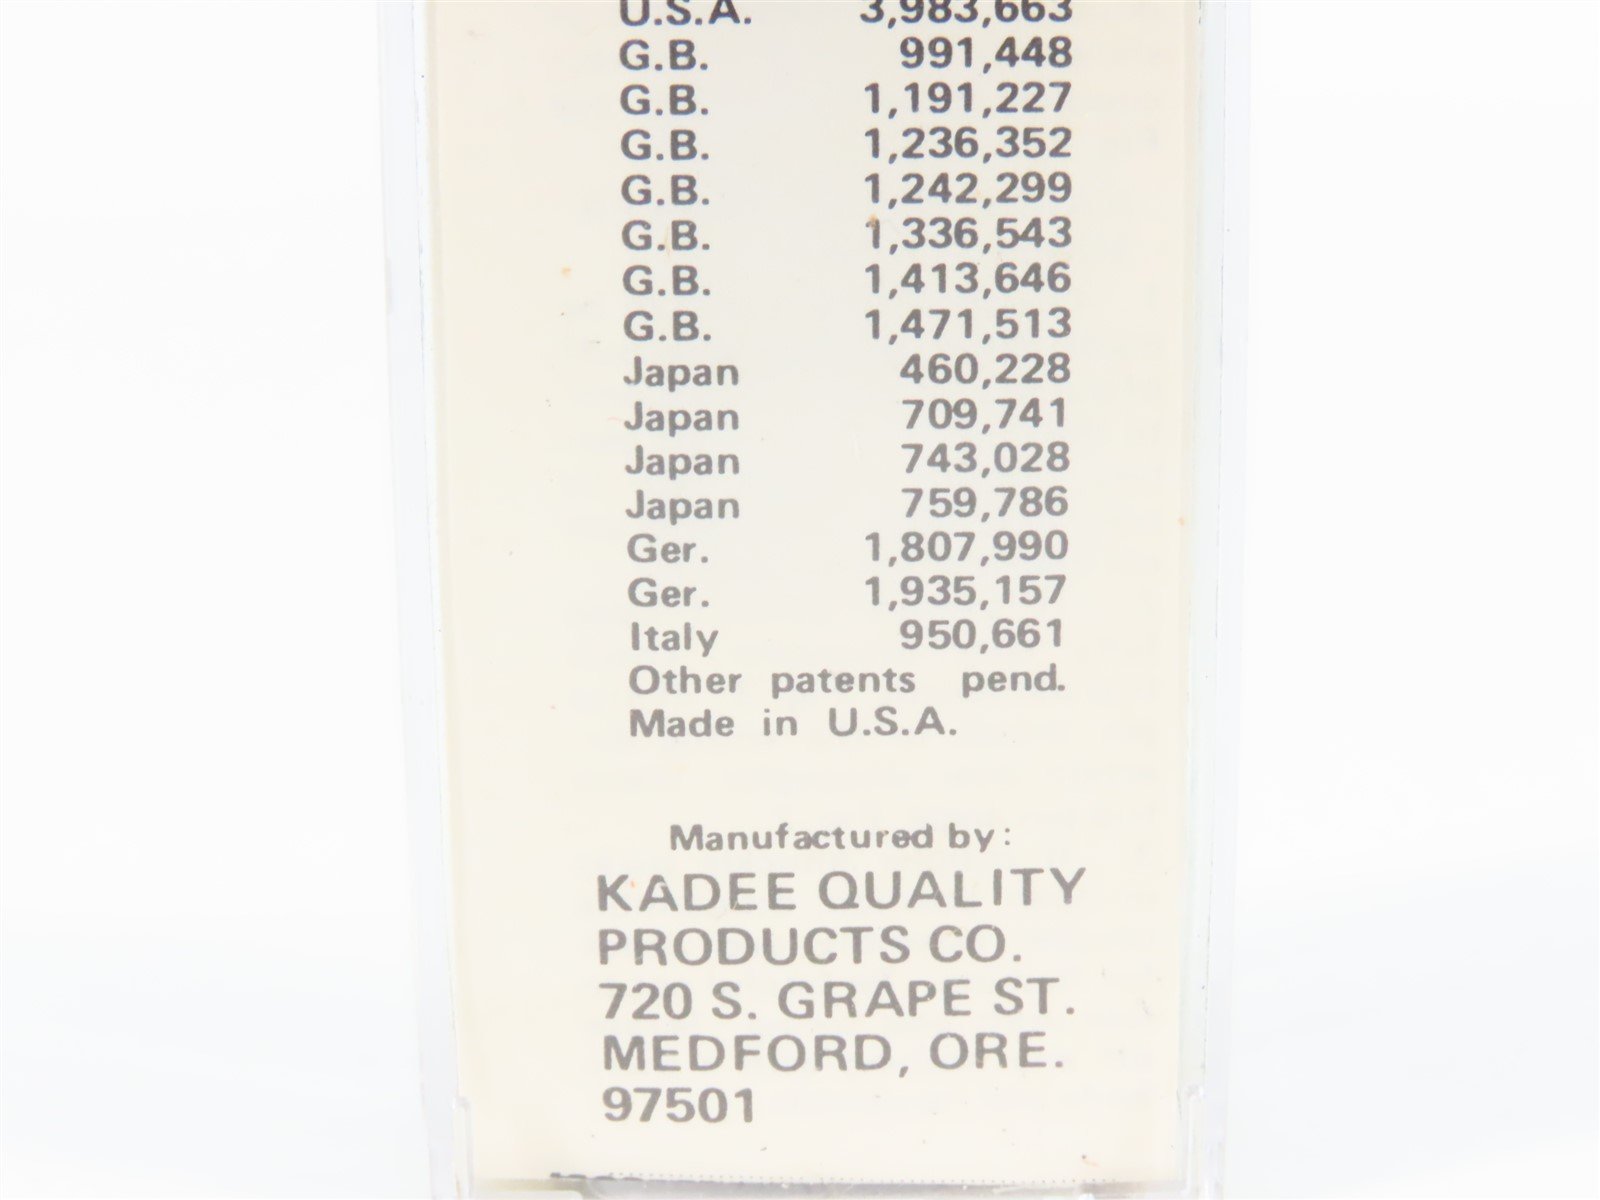 U.S.A. 3,983,663
G.B. 991,448
G.B. 1,191,227
G.B. 1,236,352
G.B. 1,242,299
G.B. 1,336,543
G.B. 1,413,646
G.B. 1,471,513
Japan 460,228
Japan 709,741
Japan 743,028
Japan 759,786
Ger. 1,807,990
Ger. 1,935,157
Italy 950,661
Other patents pend.
Made in U.S.A.
Manufactured by:
KADEE QUALITY
PRODUCTS CO.
720 S. GRAPE ST.
MEDFORD, ORE.
97501